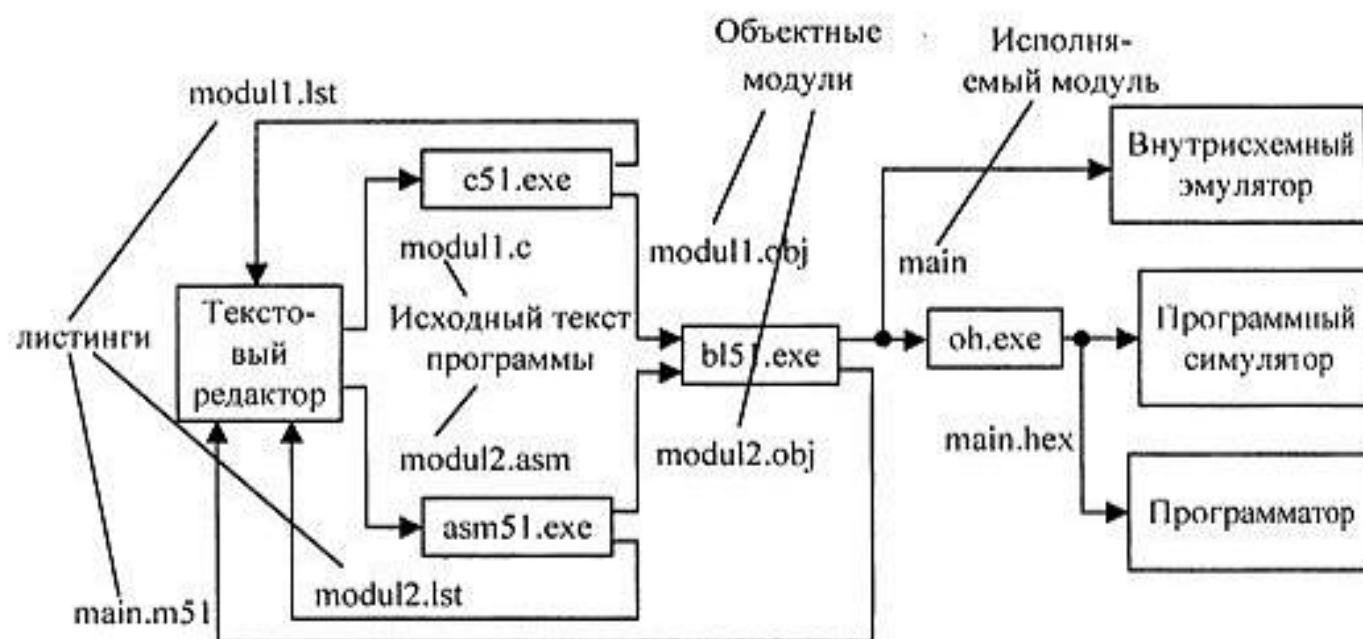 Объектные
модули
Исполня-
емый модуль
modul1.lst
Внутрисхемный
эмулятор
c51.exe
modul1.c
modul1.obj
main
листинги
Тексто-
вый
редактор
Исходный текст
программы
bl51.exe
oh.exe
Программный
симулятор
modul2.asm
modul2.obj
main.hex
asm51.exe
Программатор
main.m51
modul2.lst